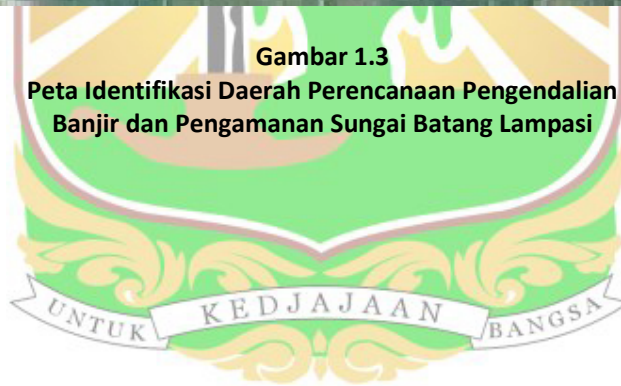 Gambar 1.3
Peta Identifikasi Daerah Perencanaan Pengendalian
Banjir dan Pengamanan Sungai Batang Lampasi
UNTUK KEDJAJAAN BANGSA